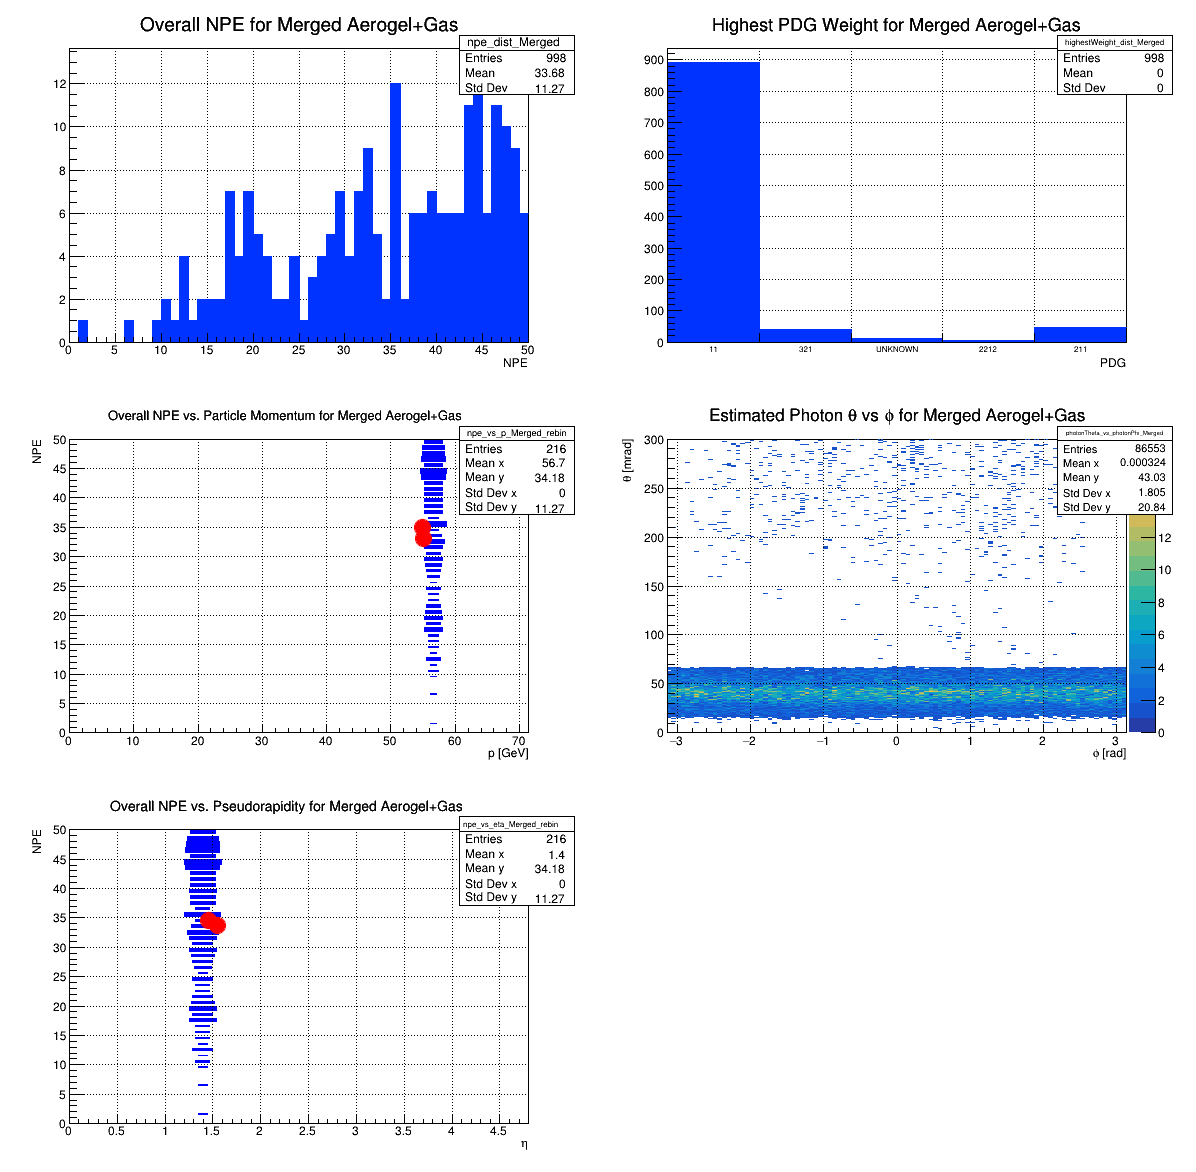 Overall NPE for Merged Aerogel+Gas
npe_dist_Merged
Entries 998
Mean 33.68
Std Dev 11.27
12
10
8
6
4
2
0
0 5 10 15 20 25 30 35 40 45 50
NPE
Highest PDG Weight for Merged Aerogel+Gas
highestWeight_dist_Merged
Entries 998
Mean 0
Std Dev 0
900
800
700
600
500
400
300
200
100
0
11 321 UNKNOWN 2212 211
PDG
Overall NPE vs. Particle Momentum for Merged Aerogel+Gas
npe_vs_p_Merged_rebin
Entries 216
Mean x 56.7
Mean y 34.18
Std Dev x 0
Std Dev y 11.27
NPE
50
45
40
35
30
25
20
15
10
5
0
0 10 20 30 40 50 60 70
p [GeV]
Estimated Photon θ vs ϕ for Merged Aerogel+Gas
photonTheta_vs_photonPhi_Merged
Entries 86553
Mean x 0.000324
Mean y 43.03
Std Dev x 1.805
Std Dev y 20.84
θ [mrad]
300
250
200
150
100
50
0
−3 −2 −1 0 1 2 3
ϕ [rad]
12
10
8
6
4
2
0
Overall NPE vs. Pseudorapidity for Merged Aerogel+Gas
npe_vs_eta_Merged_rebin
Entries 216
Mean x 1.4
Mean y 34.18
Std Dev x 0
Std Dev y 11.27
NPE
50
45
40
35
30
25
20
15
10
5
0
0 0.5 1 1.5 2 2.5 3 3.5 4 4.5
η